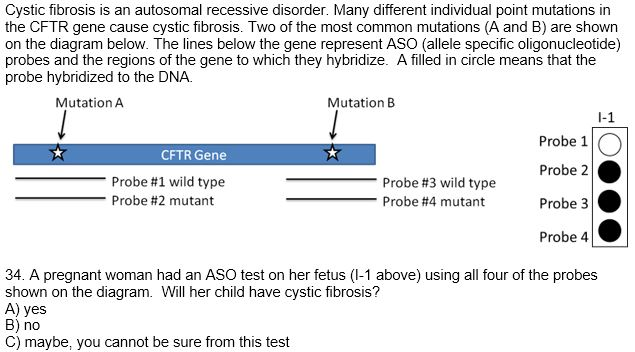 Cystic fibrosis is an autosomal recessive disorder. Many different individual point mutations in
the CFTR gene cause cystic fibrosis. Two of the most common mutations (A and B) are shown
on the diagram below. The lines below the gene represent ASO (allele specific oligonucleotide)
probes and the regions of the gene to which they hybridize. A filled in circle means that the
probe hybridized to the DNA.
Mutation A
Mutation B
I-1
CFTR Gene
Probe #1 wild type
Probe #2 mutant
Probe #3 wild type
Probe #4 mutant
Probe 1
Probe 2
Probe 3
Probe 4
34. A pregnant woman had an ASO test on her fetus (I-1 above) using all four of the probes
shown on the diagram. Will her child have cystic fibrosis?
A) yes
B) no
C) maybe, you cannot be sure from this test